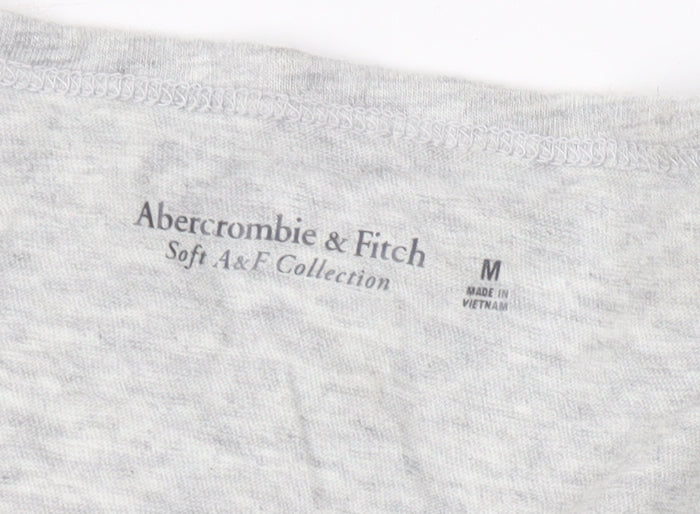 Abercrombie & Fitch
Soft A&F Collection
M
MADE IN
VIETNAM